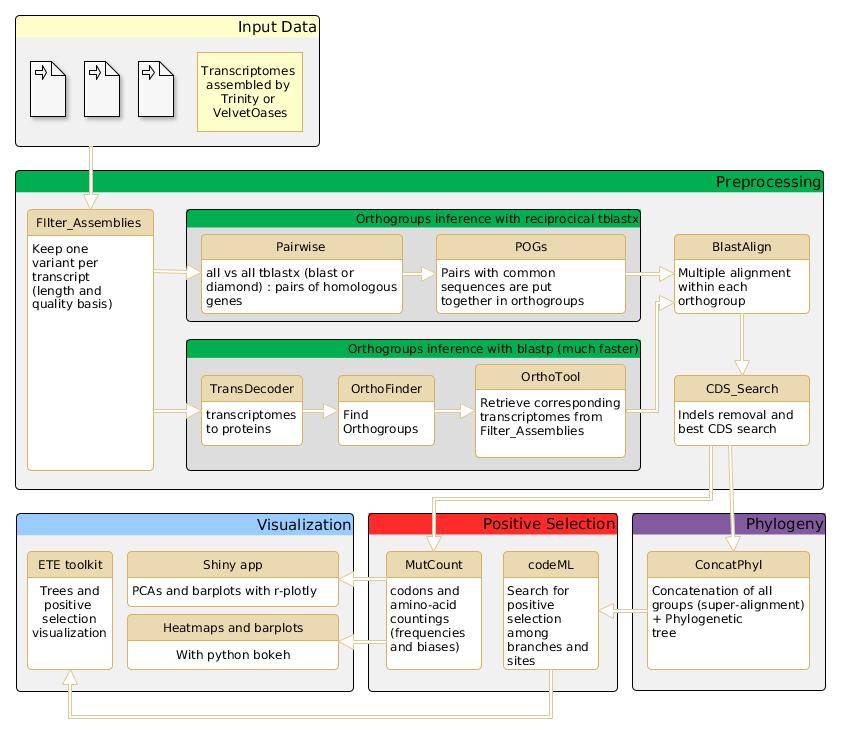 Input Data
Transcriptomes
assembled by
Trinity or
VelvetOases
Preprocessing
FIlter_Assemblies
Keep one
variant per
transcript
(length and
quality basis)
Orthogroups inference with reciprocical tblastx
Pairwise
all vs all tblastx (blast or
diamond) : pairs of homologous
genes
POGs
Pairs with common
sequences are put
together in orthogroups
BlastAlign
Multiple alignment
within each
orthogroup
Orthogroups inference with blastp (much faster)
TransDecoder
transcriptomes
to proteins
OrthoFinder
Find
Orthogroups
OrthoTool
Retrieve corresponding
transcriptomes from
Filter_Assemblies
CDS_Search
Indels removal and
best CDS search
Visualization
ETE toolkit
Trees and
positive
selection
visualization
Shiny app
PCAs and barplots with r-plotly
Heatmaps and barplots
With python bokeh
Positive Selection
MutCount
codons and
amino-acid
countings
(frequencies
and biases)
codeML
Search for
positive
selection
among
branches and
sites
Phylogeny
ConcatPhyl
Concatenation of all
groups (super-alignment)
+ Phylogenetic
tree